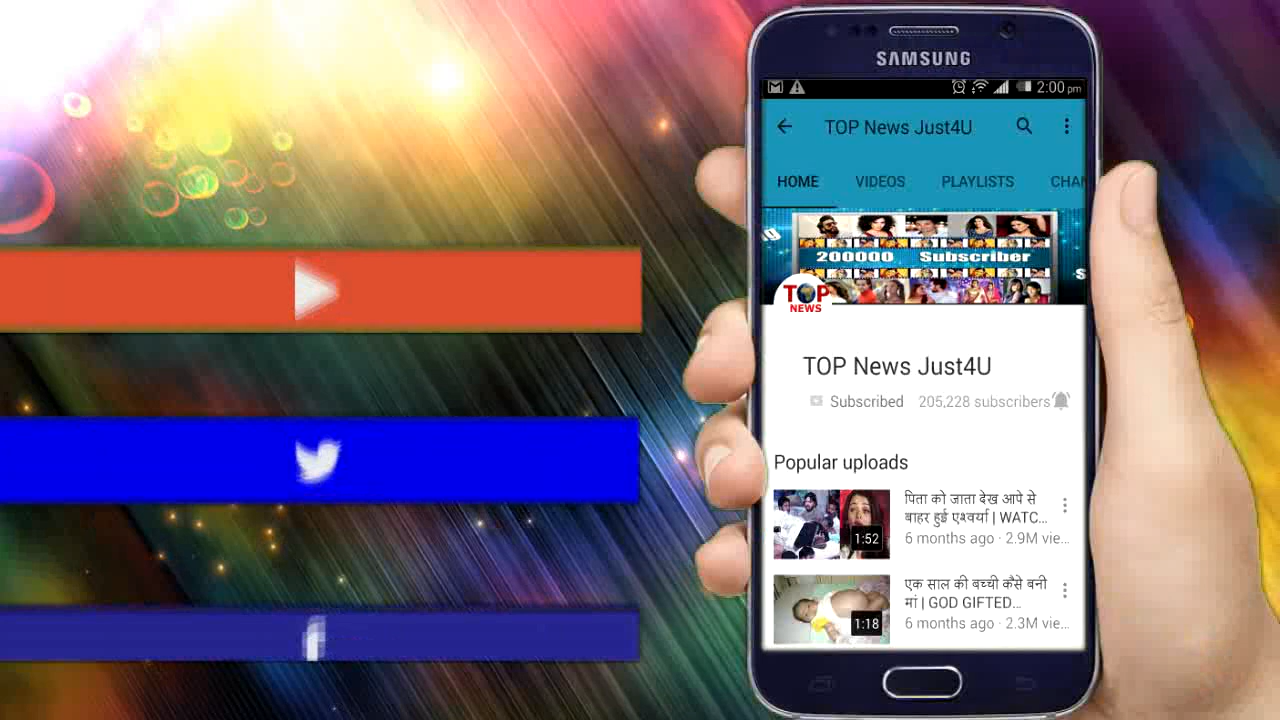 SAMSUNG
2:00 pm
TOP News Just4U
HOME VIDEOS PLAYLISTS CHAN
200000 Subscriber
TOP
NEWS
TOP News Just4U
Subscribed 205,228 subscribers
Popular uploads
पिता को जाता देख आपे से
बाहर हुई एश्वर्या | WATC...
1:52
6 months ago · 2.9M vie...
एक साल की बच्ची कैसे बनी
मां | GOD GIFTED...
1:18
6 months ago · 2.3M vie...